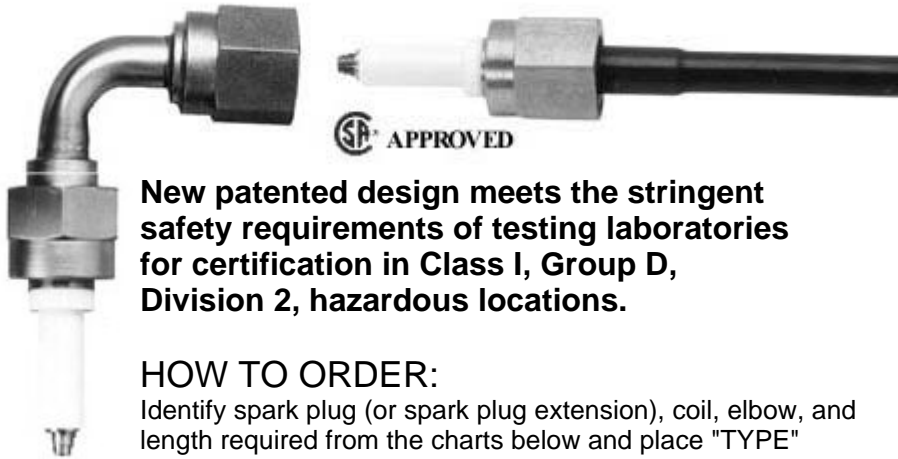 SA® APPROVED
New patented design meets the stringent
safety requirements of testing laboratories
for certification in Class I, Group D,
Division 2, hazardous locations.
HOW TO ORDER:
Identify spark plug (or spark plug extension), coil, elbow, and
length required from the charts below and place "TYPE"